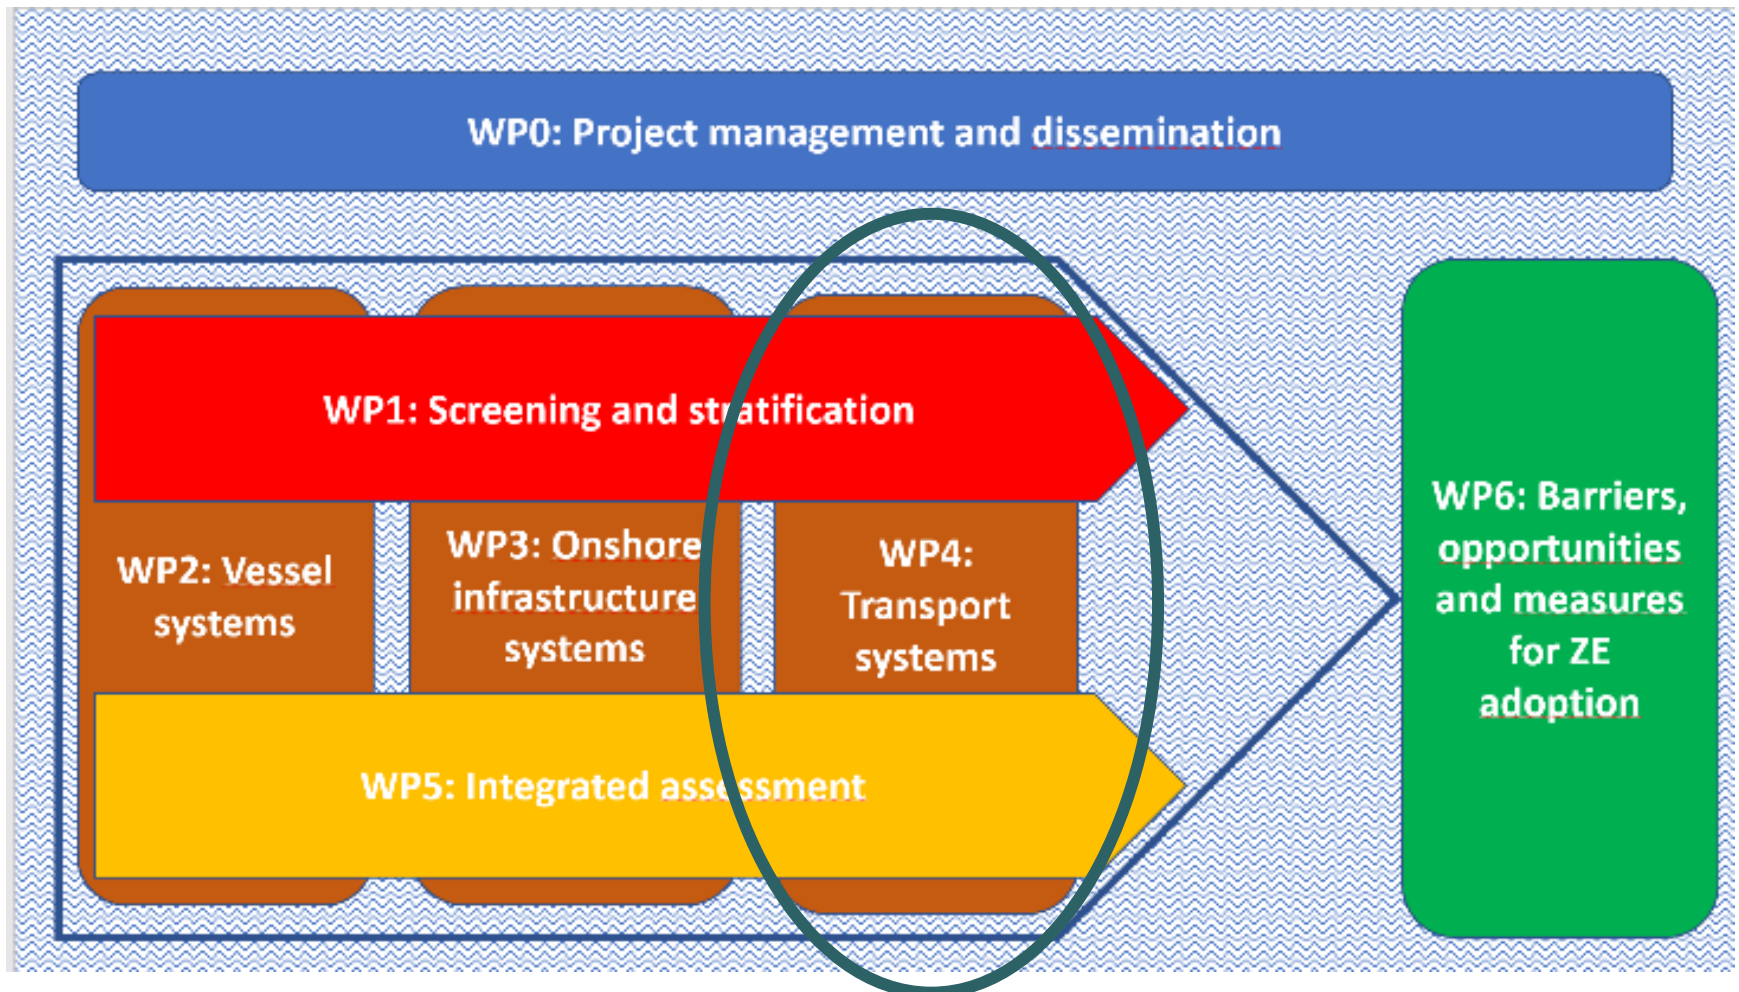 WP0: Project management and dissemination
WP1: Screening and stratification
WP2: Vessel
systems
WP3: Onshore
infrastructure
systems
WP4:
Transport
systems
WP5: Integrated assessment
WP6: Barriers,
opportunities
and measures
for ZE
adoption